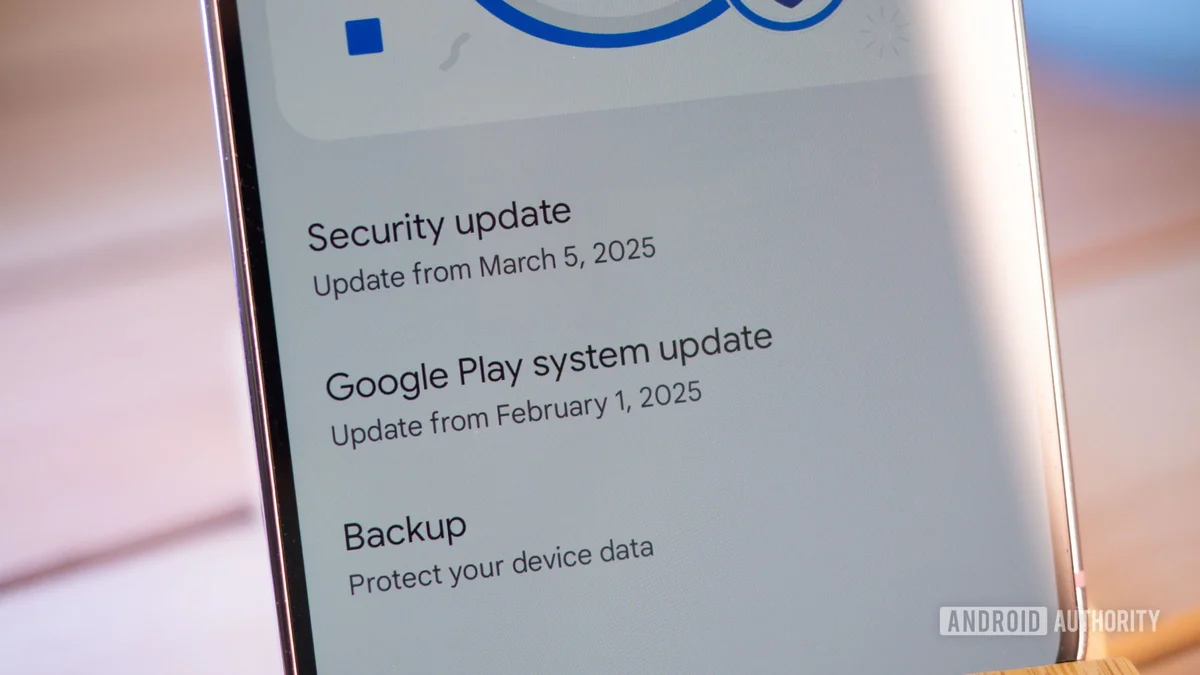 Security update
Update from March 5, 2025
Google Play system update
Update from February 1, 2025
Backup
Protect your device data
ANDROID AUTHORITY